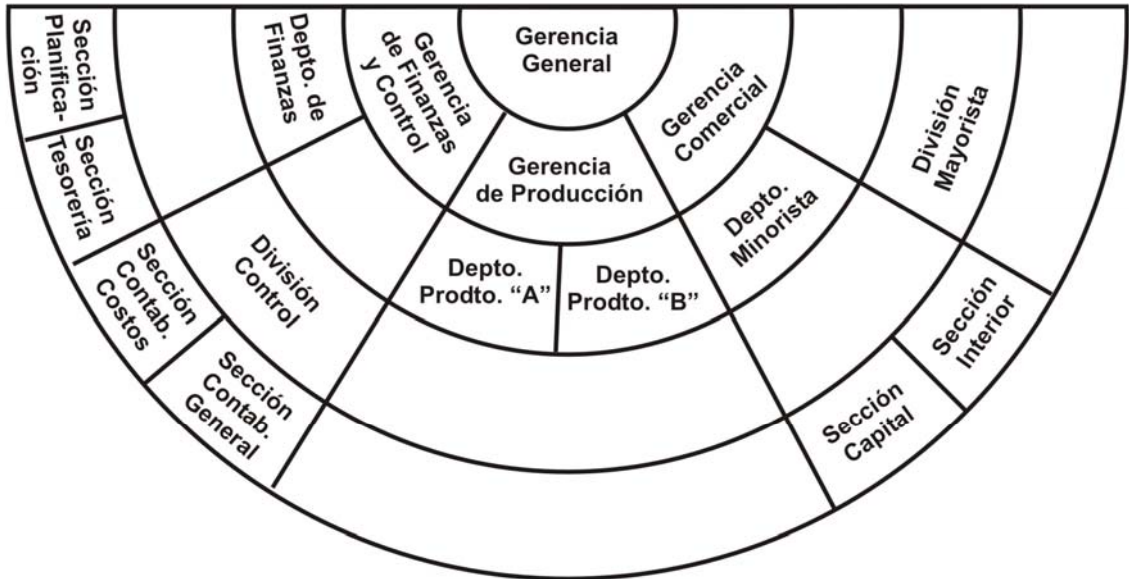 Gerencia
General
Gerencia
de Finanzas
y Control
Gerencia
de Producción
Gerencia
Comercial
Depto. de
Finanzas
Depto.
Prodto. “A”
Depto.
Prodto. “B”
Depto.
Minorista
División
Control
División
Mayorista
Sección
Planifica-
ción
Sección
Tesorería
Sección
Contab.
Costos
Sección
Contab.
General
Sección
Capital
Sección
Interior